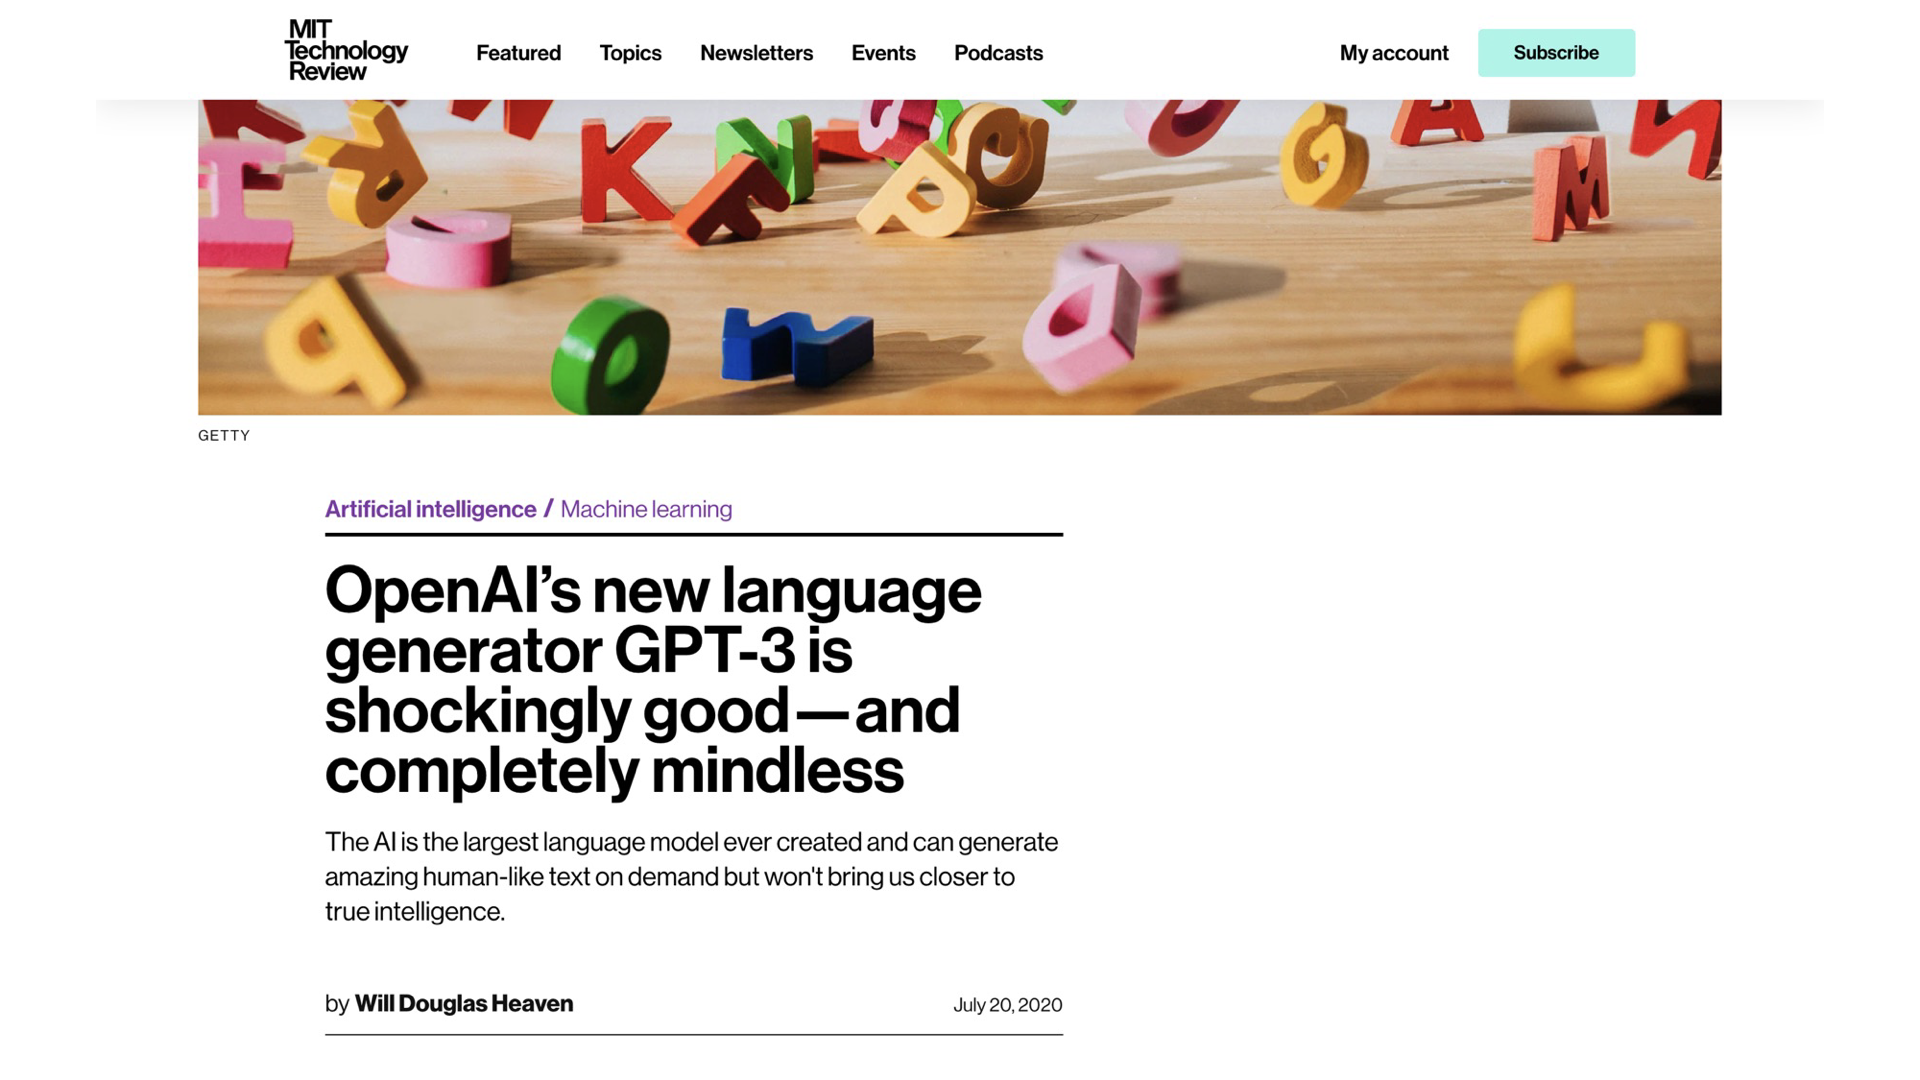 MIT
Technology
Review
Featured Topics Newsletters Events Podcasts My account Subscribe
K N F P G A M
GETTY
Artificial intelligence / Machine learning
OpenAI’s new language
generator GPT-3 is
shockingly good — and
completely mindless
The AI is the largest language model ever created and can generate
amazing human-like text on demand but won't bring us closer to
true intelligence.
by Will Douglas Heaven July 20, 2020